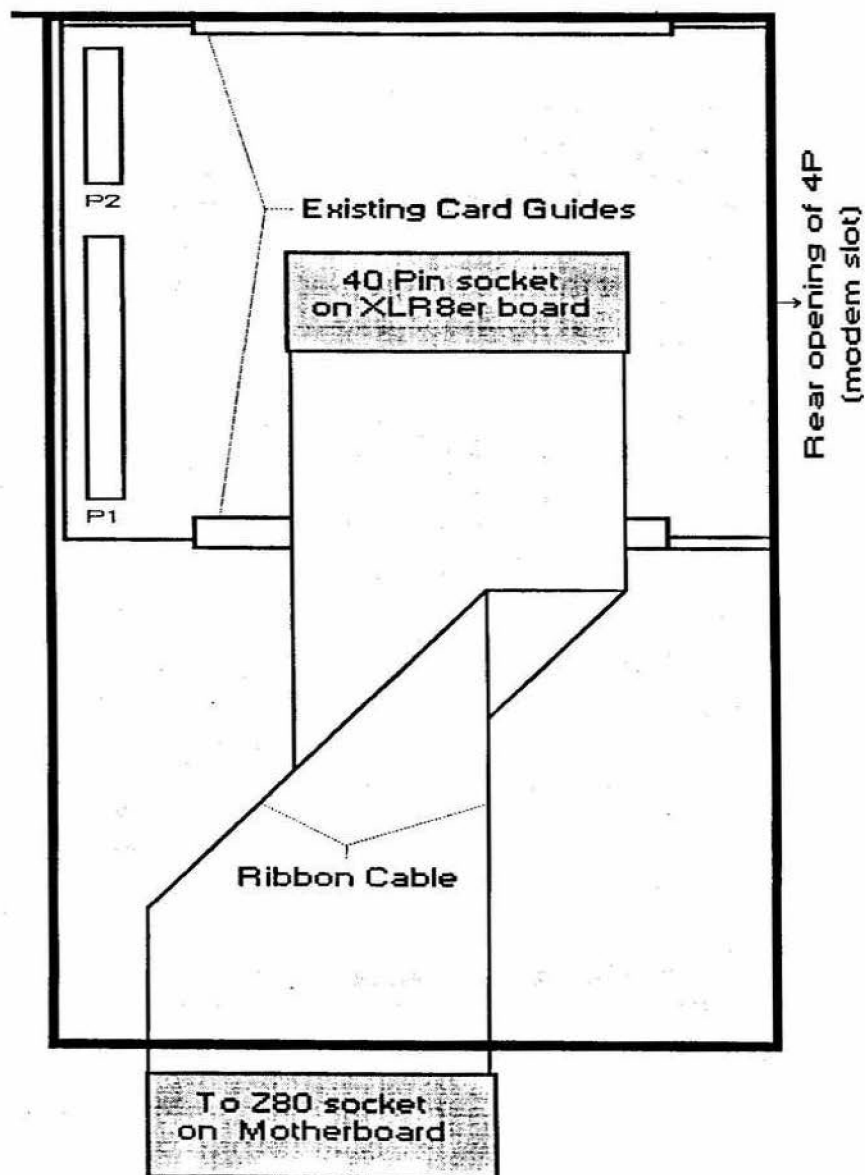 P2
Existing Card Guides
40 Pin socket
on XLR8er board
Rear opening of 4P
(modem slot)
P1
Ribbon Cable
To Z80 socket
on Motherboard